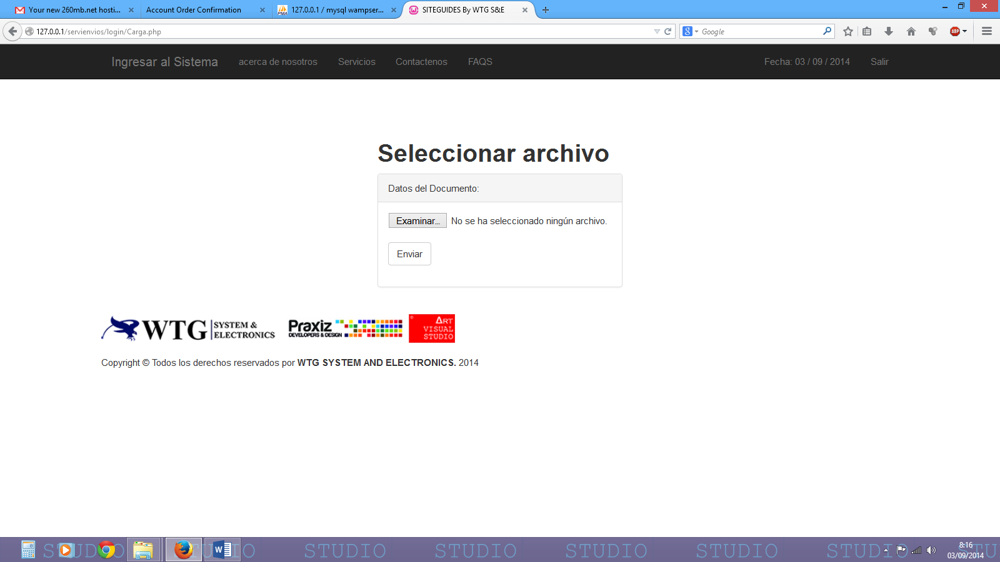 Your new 260mb.net hosti...
Account Order Confirmation
PMA
127.0.0.1 / mysql wampser...
SITEGUIDES By WTG S&E
127.0.0.1/servienvios/login/Carga.php
8
Google
ABP
Ingresar al Sistema
acerca de nosotros
Servicios
Contactenos
FAQS
Fecha: 03 / 09 / 2014
Salir
Seleccionar archivo
Datos del Documento:
Examinar...
No se ha seleccionado ningún archivo.
Enviar
WTG SYSTEM & ELECTRONICS
Praxiz
DEVELOPERS & DESIGN
ART
VISUAL
STUDIO
Copyright © Todos los derechos reservados por WTG SYSTEM AND ELECTRONICS. 2014
STUDIO STUDIO STUDIO STUDIO STUDIO STUDIO STUDIO STU
W
8:16
03/09/2014